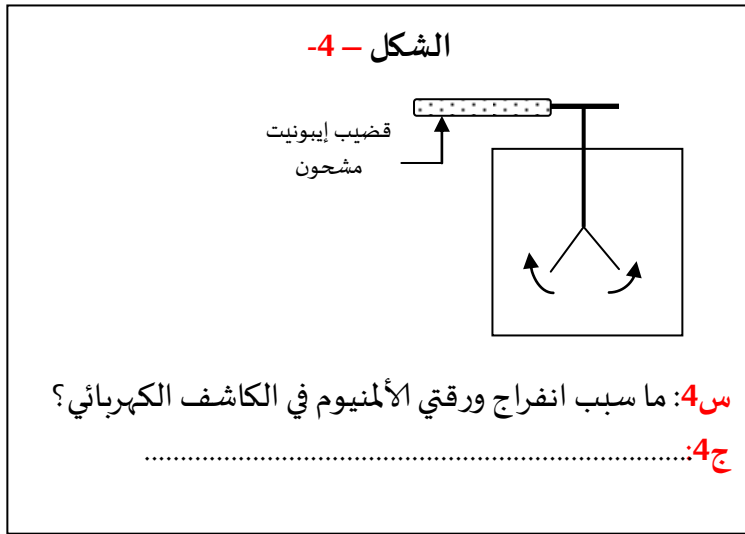 الشكل – 4-
قضيب إيبونيت
مشحون
س4: ما سبب انفراج ورقتي الألمنيوم في الكاشف الكهربائي؟
ج4:...........................................................................